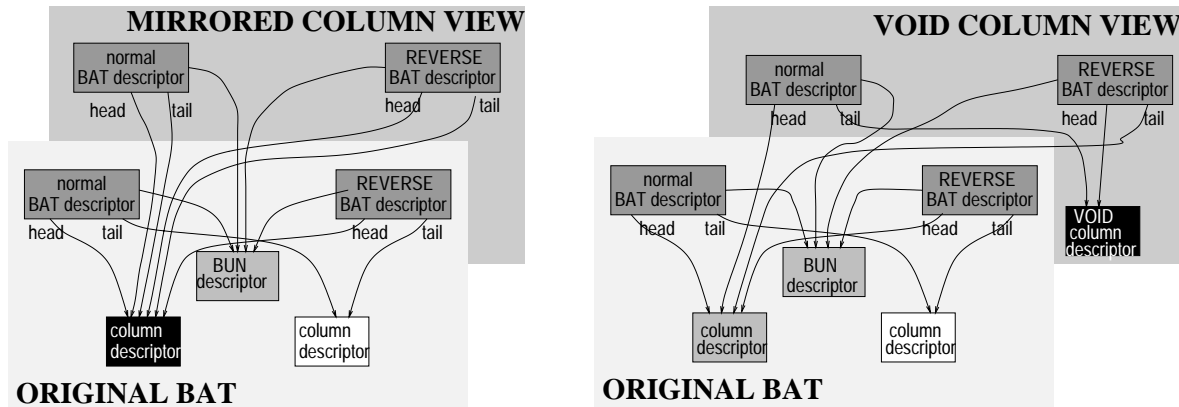 MIRRORED COLUMN VIEW
normal
BAT descriptor
REVERSE
BAT descriptor
head
tail
head
tail
normal
BAT descriptor
REVERSE
BAT descriptor
head
tail
head
tail
BUN
descriptor
column
descriptor
column
descriptor
ORIGINAL BAT
VOID COLUMN VIEW
normal
BAT descriptor
REVERSE
BAT descriptor
head
tail
head
tail
normal
BAT descriptor
REVERSE
BAT descriptor
head
tail
head
tail
VOID
column
descriptor
BUN
descriptor
column
descriptor
column
descriptor
ORIGINAL BAT